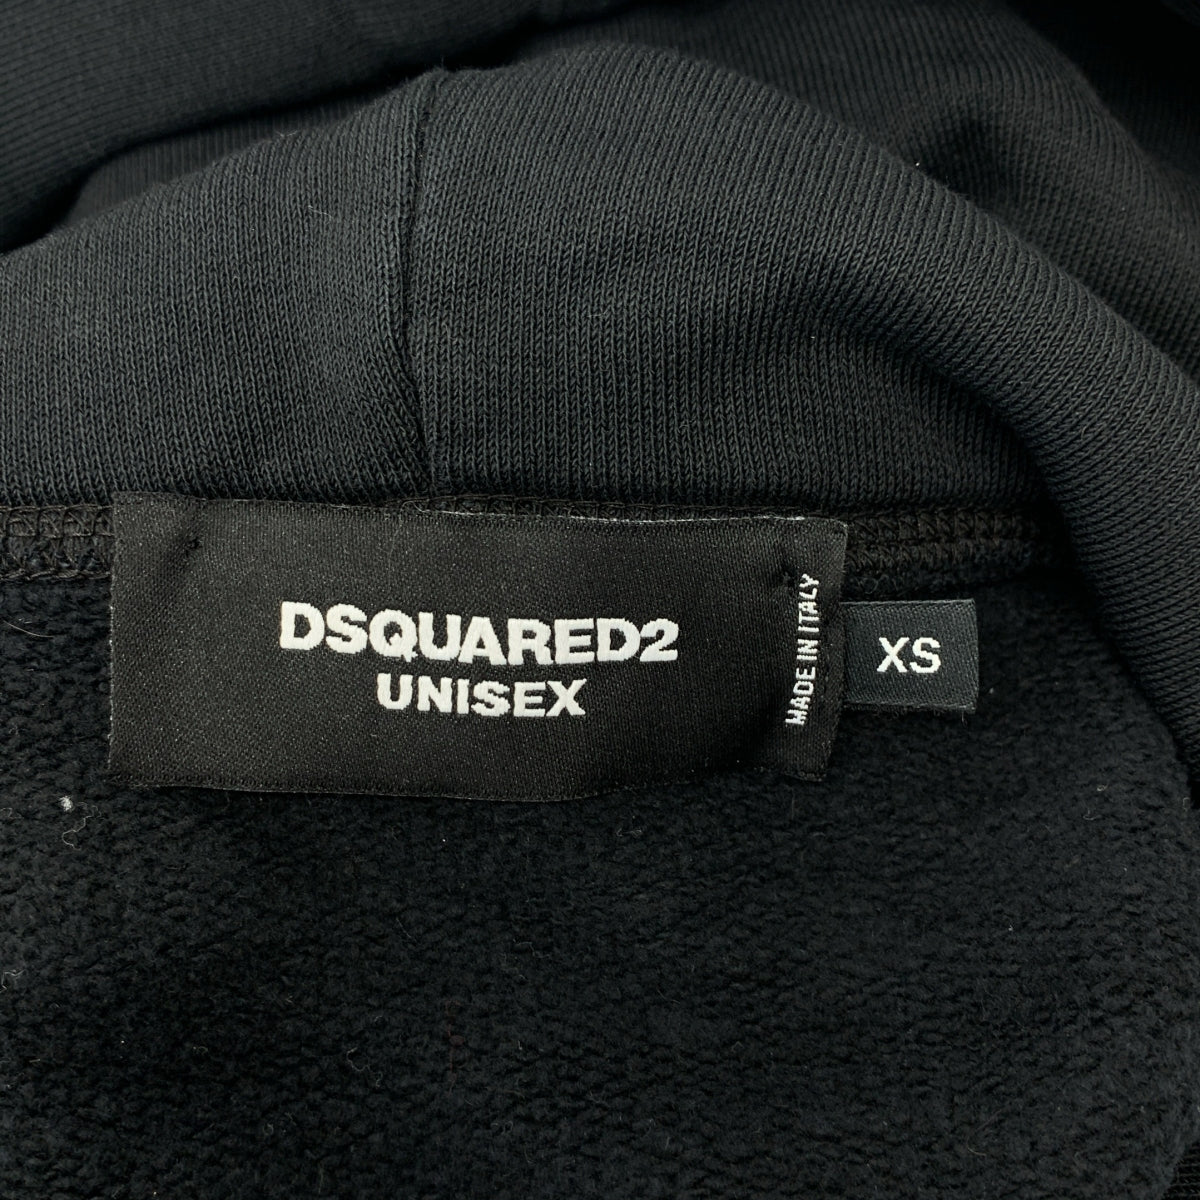 DSQUARED2
UNISEX
MADE IN ITALY
XS